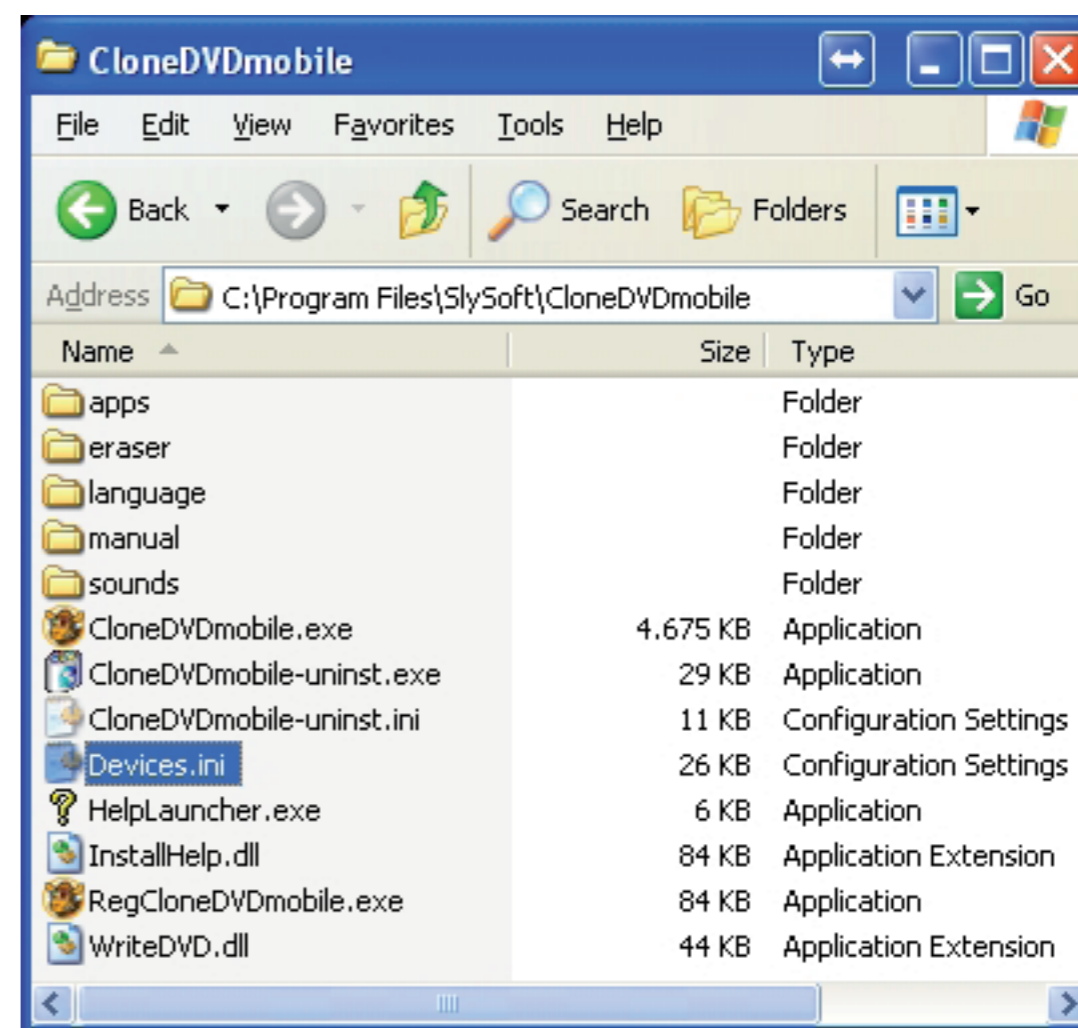 CloneDVDmobile
File Edit View Favorites Tools Help
Back Search Folders
Address C:\Program Files\SlySoft\CloneDVDmobile Go
Name Size Type
apps Folder
eraser Folder
language Folder
manual Folder
sounds Folder
CloneDVDmobile.exe 4.675 KB Application
CloneDVDmobile-uninst.exe 29 KB Application
CloneDVDmobile-uninst.ini 11 KB Configuration Settings
Devices.ini 26 KB Configuration Settings
HelpLauncher.exe 6 KB Application
InstallHelp.dll 84 KB Application Extension
RegCloneDVDmobile.exe 84 KB Application
WriteDVD.dll 44 KB Application Extension